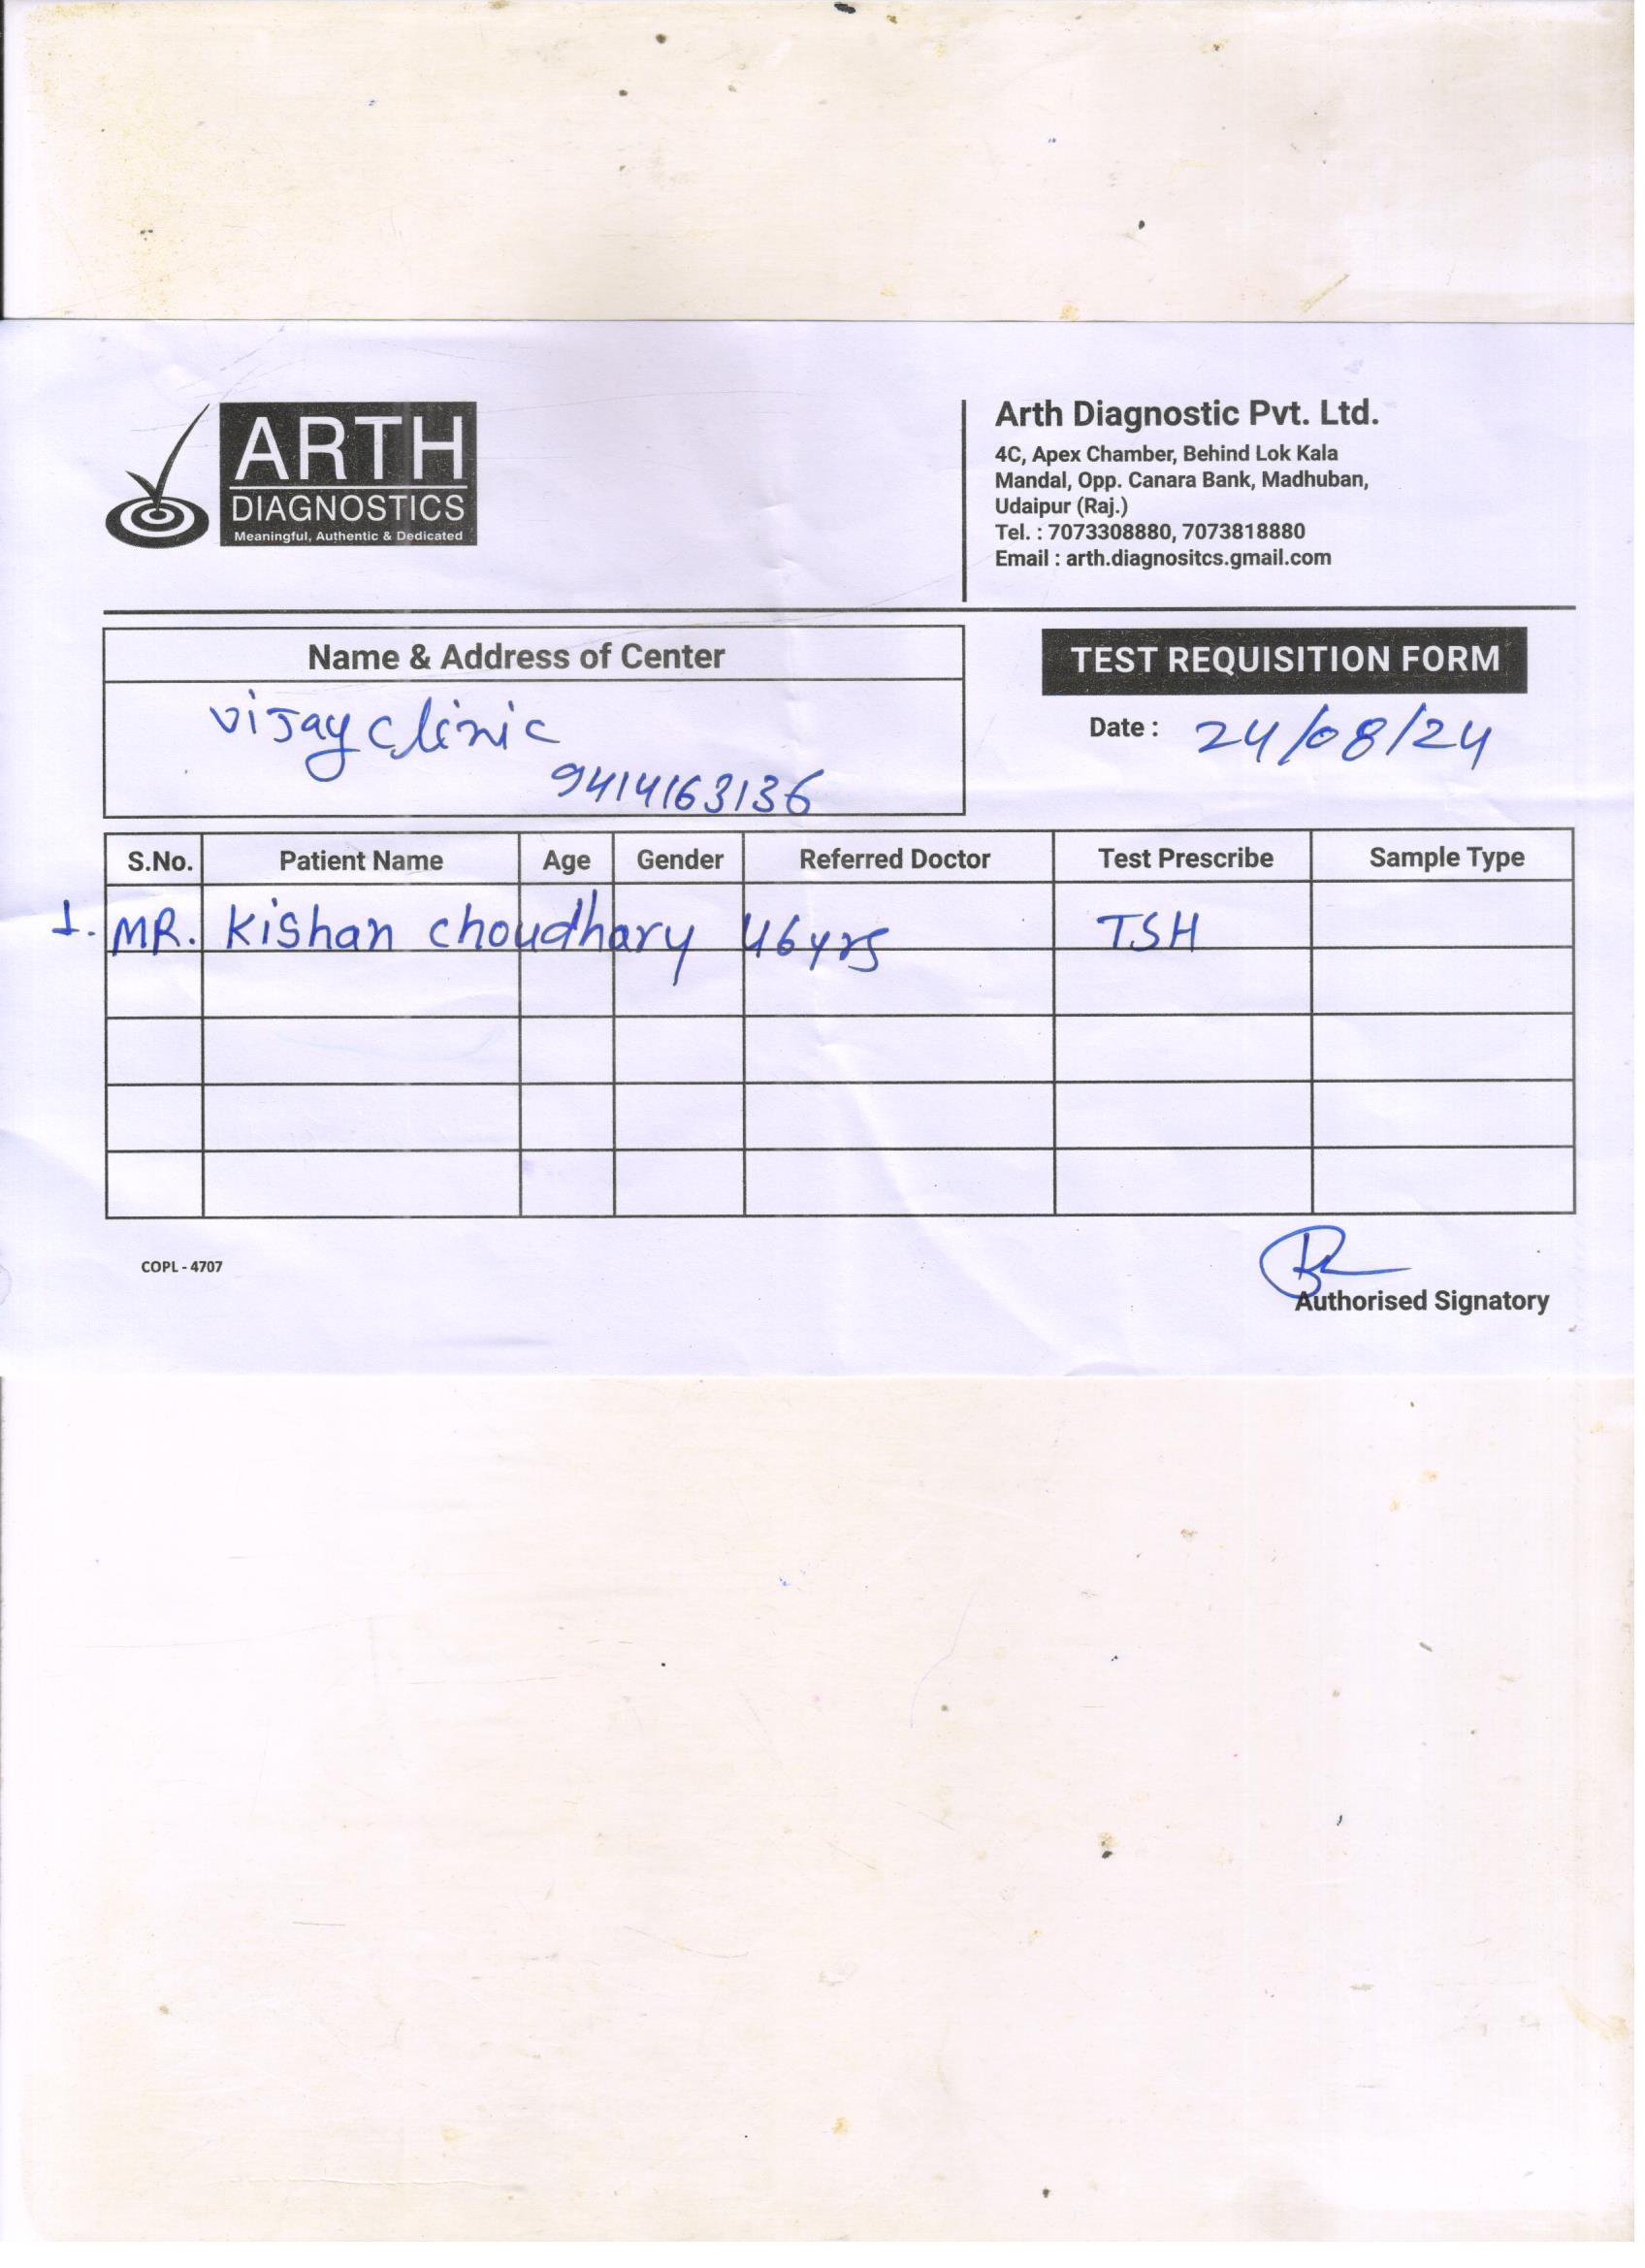 ARTH
DIAGNOSTICS
Meaningful, Authentic & Dedicated
Arth Diagnostic Pvt. Ltd.
4C, Apex Chamber, Behind Lok Kala
Mandal, Opp. Canara Bank, Madhuban,
Udaipur (Raj.)
Tel. : 7073308880, 7073818880
Email : arth.diagnositcs.gmail.com
Name & Address of Center
vijay clinic
9414163136
TEST REQUISITION FORM
Date : 24/08/24
S.No. Patient Name Age Gender Referred Doctor Test Prescribe Sample Type
1. MR. Kishan choudhary 46yrs TSH
COPL - 4707
Authorised Signatory